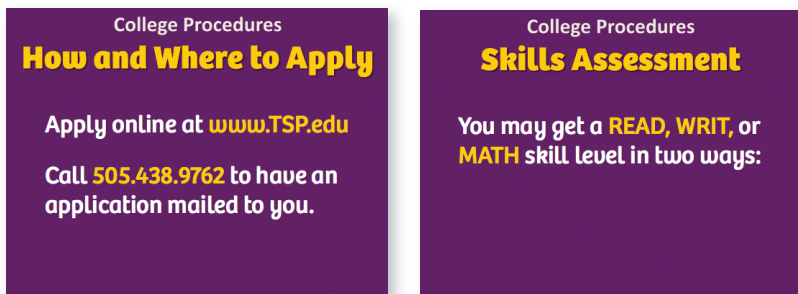 College Procedures
How and Where to Apply
Apply online at www.TSP.edu
Call 505.438.9762 to have an
application mailed to you.
College Procedures
Skills Assessment
You may get a READ, WRIT, or
MATH skill level in two ways: